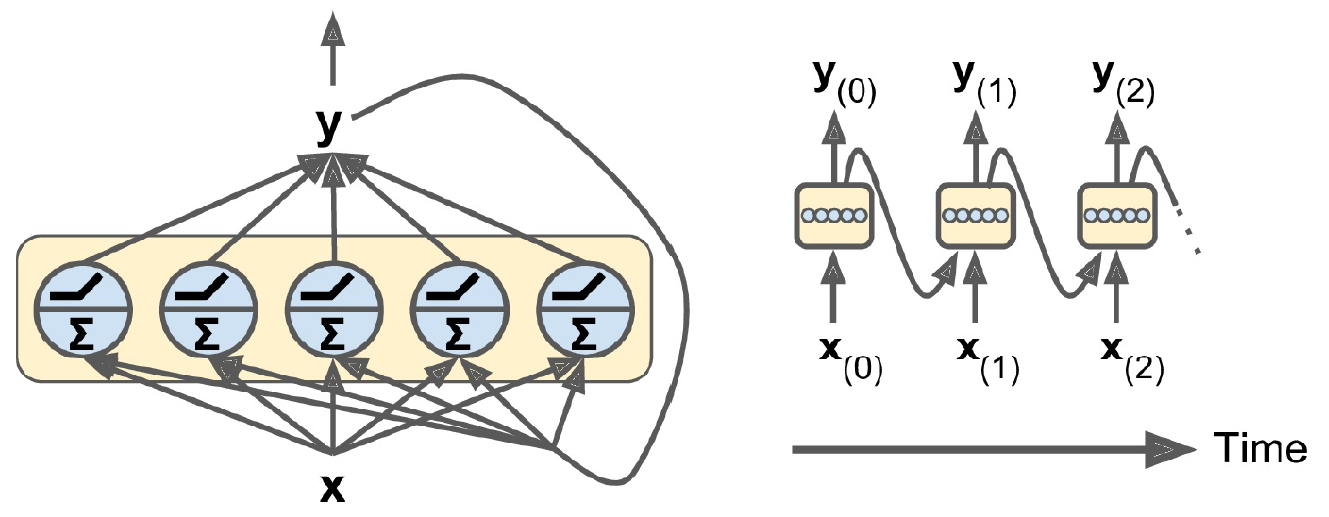 y
Σ Σ Σ Σ Σ
x
y(0) y(1) y(2)
x(0) x(1) x(2)
Time